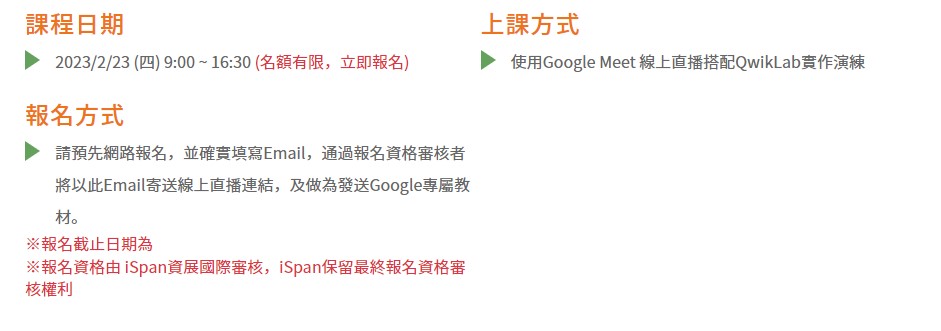 課程日期
2023/2/23 (四) 9:00 ~ 16:30 (名額有限，立即報名)
上課方式
使用Google Meet 線上直播搭配QwikLab實作演練
報名方式
請預先網路報名，並確實填寫Email，通過報名資格審核者
將以此Email寄送線上直播連結，及做為發送Google專屬教
材。
※報名截止日期為
※報名資格由 iSpan資展國際審核，iSpan保留最終報名資格審
核權利